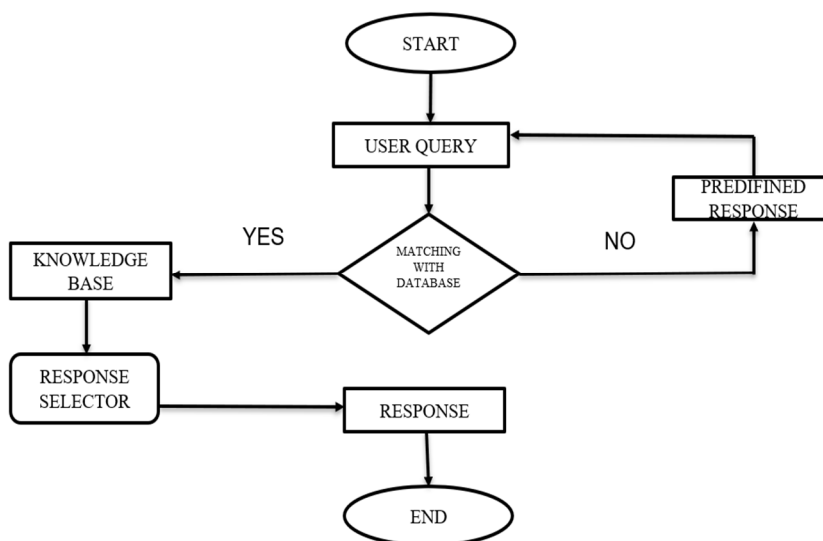 START
USER QUERY
PREDIFINED
RESPONSE
YES
NO
MATCHING
WITH
DATABASE
KNOWLEDGE
BASE
RESPONSE
SELECTOR
RESPONSE
END